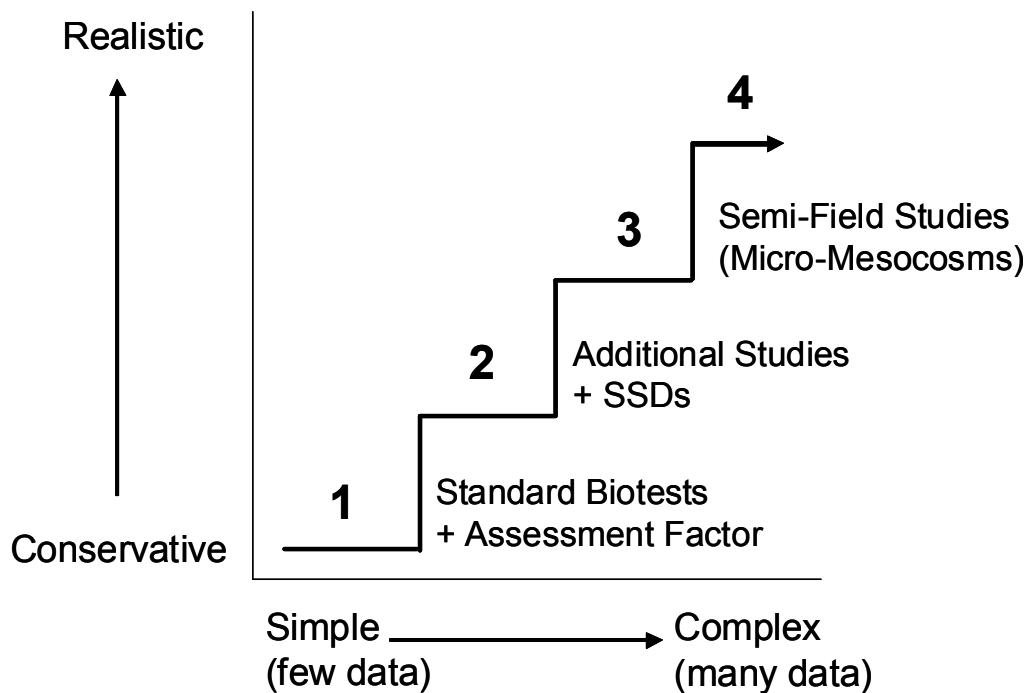 Realistic
4
3
Semi-Field Studies
(Micro-Mesocosms)
2
Additional Studies
+ SSDs
1
Standard Biotests
+ Assessment Factor
Conservative
Simple
(few data)
Complex
(many data)